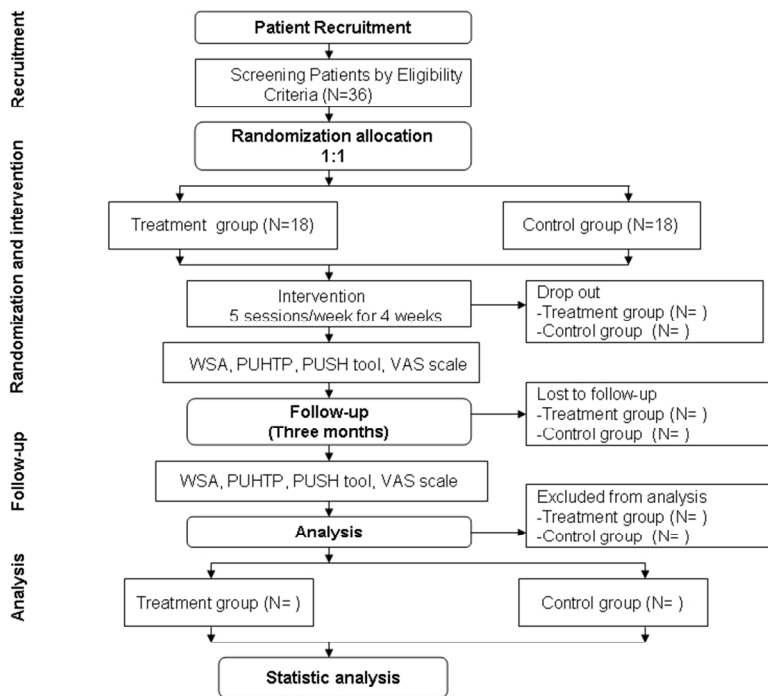 Recruitment
Patient Recruitment
Screening Patients by Eligibility
Criteria (N=36)
Randomization and intervention
Randomization allocation
1:1
Treatment group (N=18)
Control group (N=18)
Intervention
5 sessions/week for 4 weeks
Drop out
-Treatment group (N= )
-Control group (N= )
WSA, PUHTP, PUSH tool, VAS scale
Follow-up
Follow-up
(Three months)
Lost to follow-up
-Treatment group (N= )
-Control group (N= )
WSA, PUHTP, PUSH tool, VAS scale
Analysis
Analysis
Excluded from analysis
-Treatment group (N= )
-Control group (N= )
Treatment group (N= )
Control group (N= )
Statistic analysis